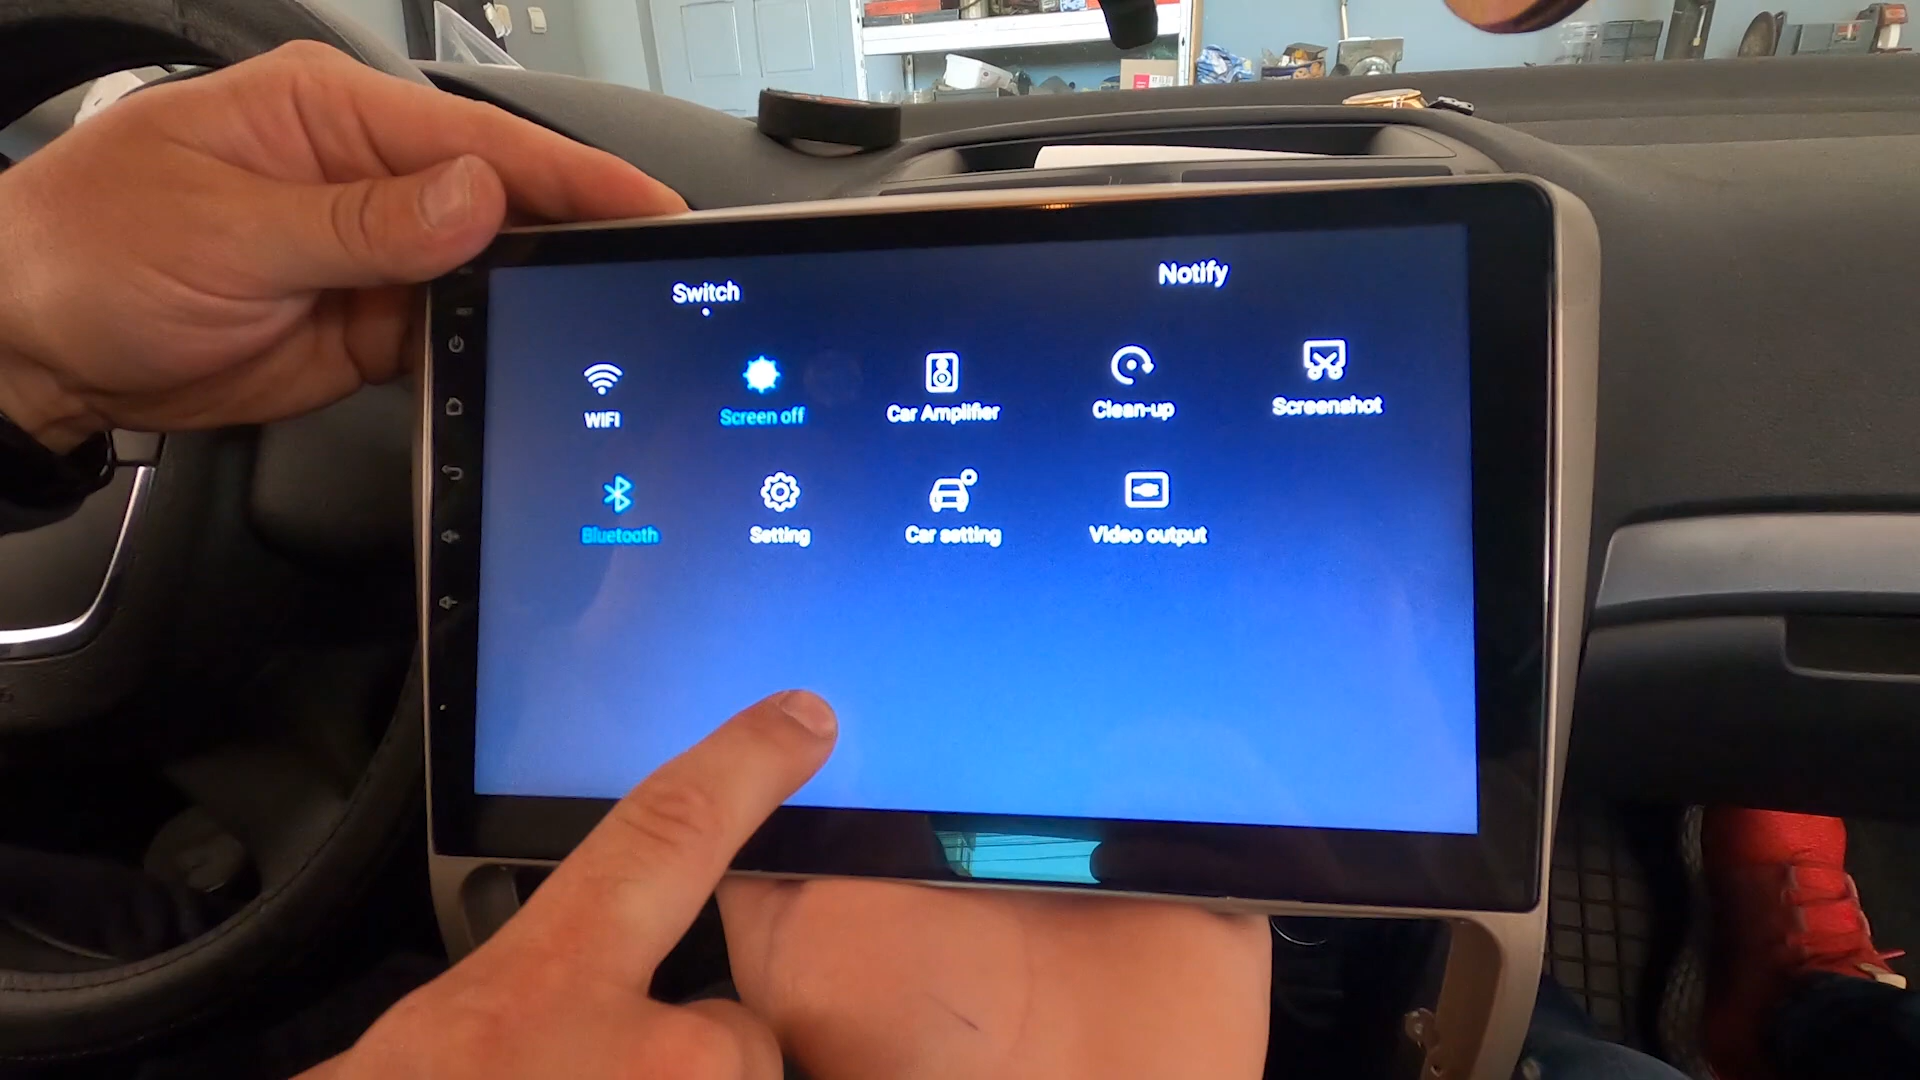 Switch
Notify
WIFI
Screen off
Car Amplifier
Clean-up
Screenshot
Bluetooth
Setting
Car setting
Video output